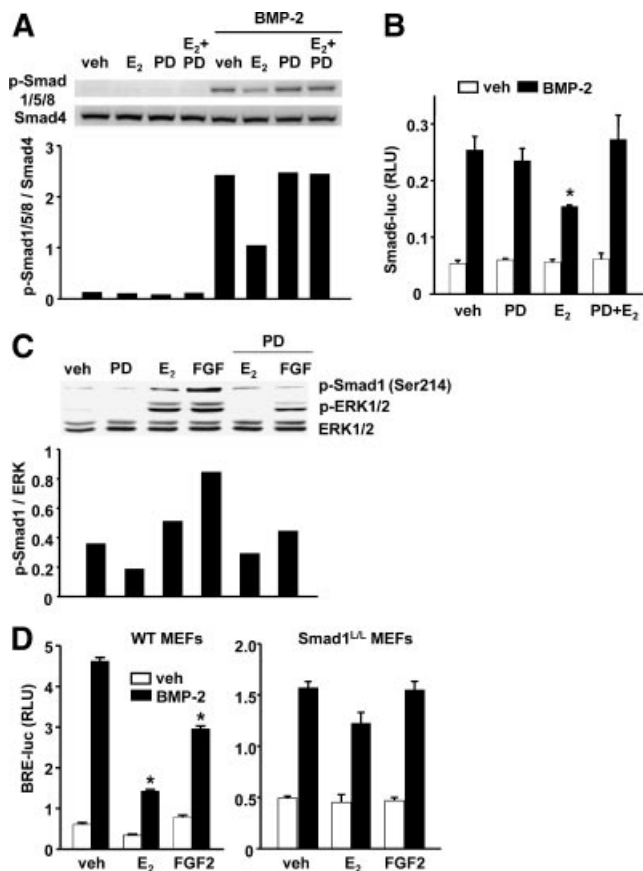 A
BMP-2
veh E₂ PD E₂+PD veh E₂ PD E₂+PD
p-Smad 1/5/8
Smad4
p-Smad1/5/8 / Smad4
3
2
1
0
B
veh BMP-2
Smad6-luc (RLU)
0.3
0.2
0.1
0
*
veh PD E₂ PD+E₂
C
PD
veh PD E₂ FGF E₂ FGF
p-Smad1 (Ser214)
p-ERK1/2
ERK1/2
p-Smad1 / ERK
1
0.8
0.6
0.4
0.2
0
D
WT MEFs
veh
BMP-2
BRE-luc (RLU)
5
4
3
2
1
0
* *
veh E₂ FGF2
Smad1L/L MEFs
2.0
1.5
1.0
0.5
0
veh E₂ FGF2